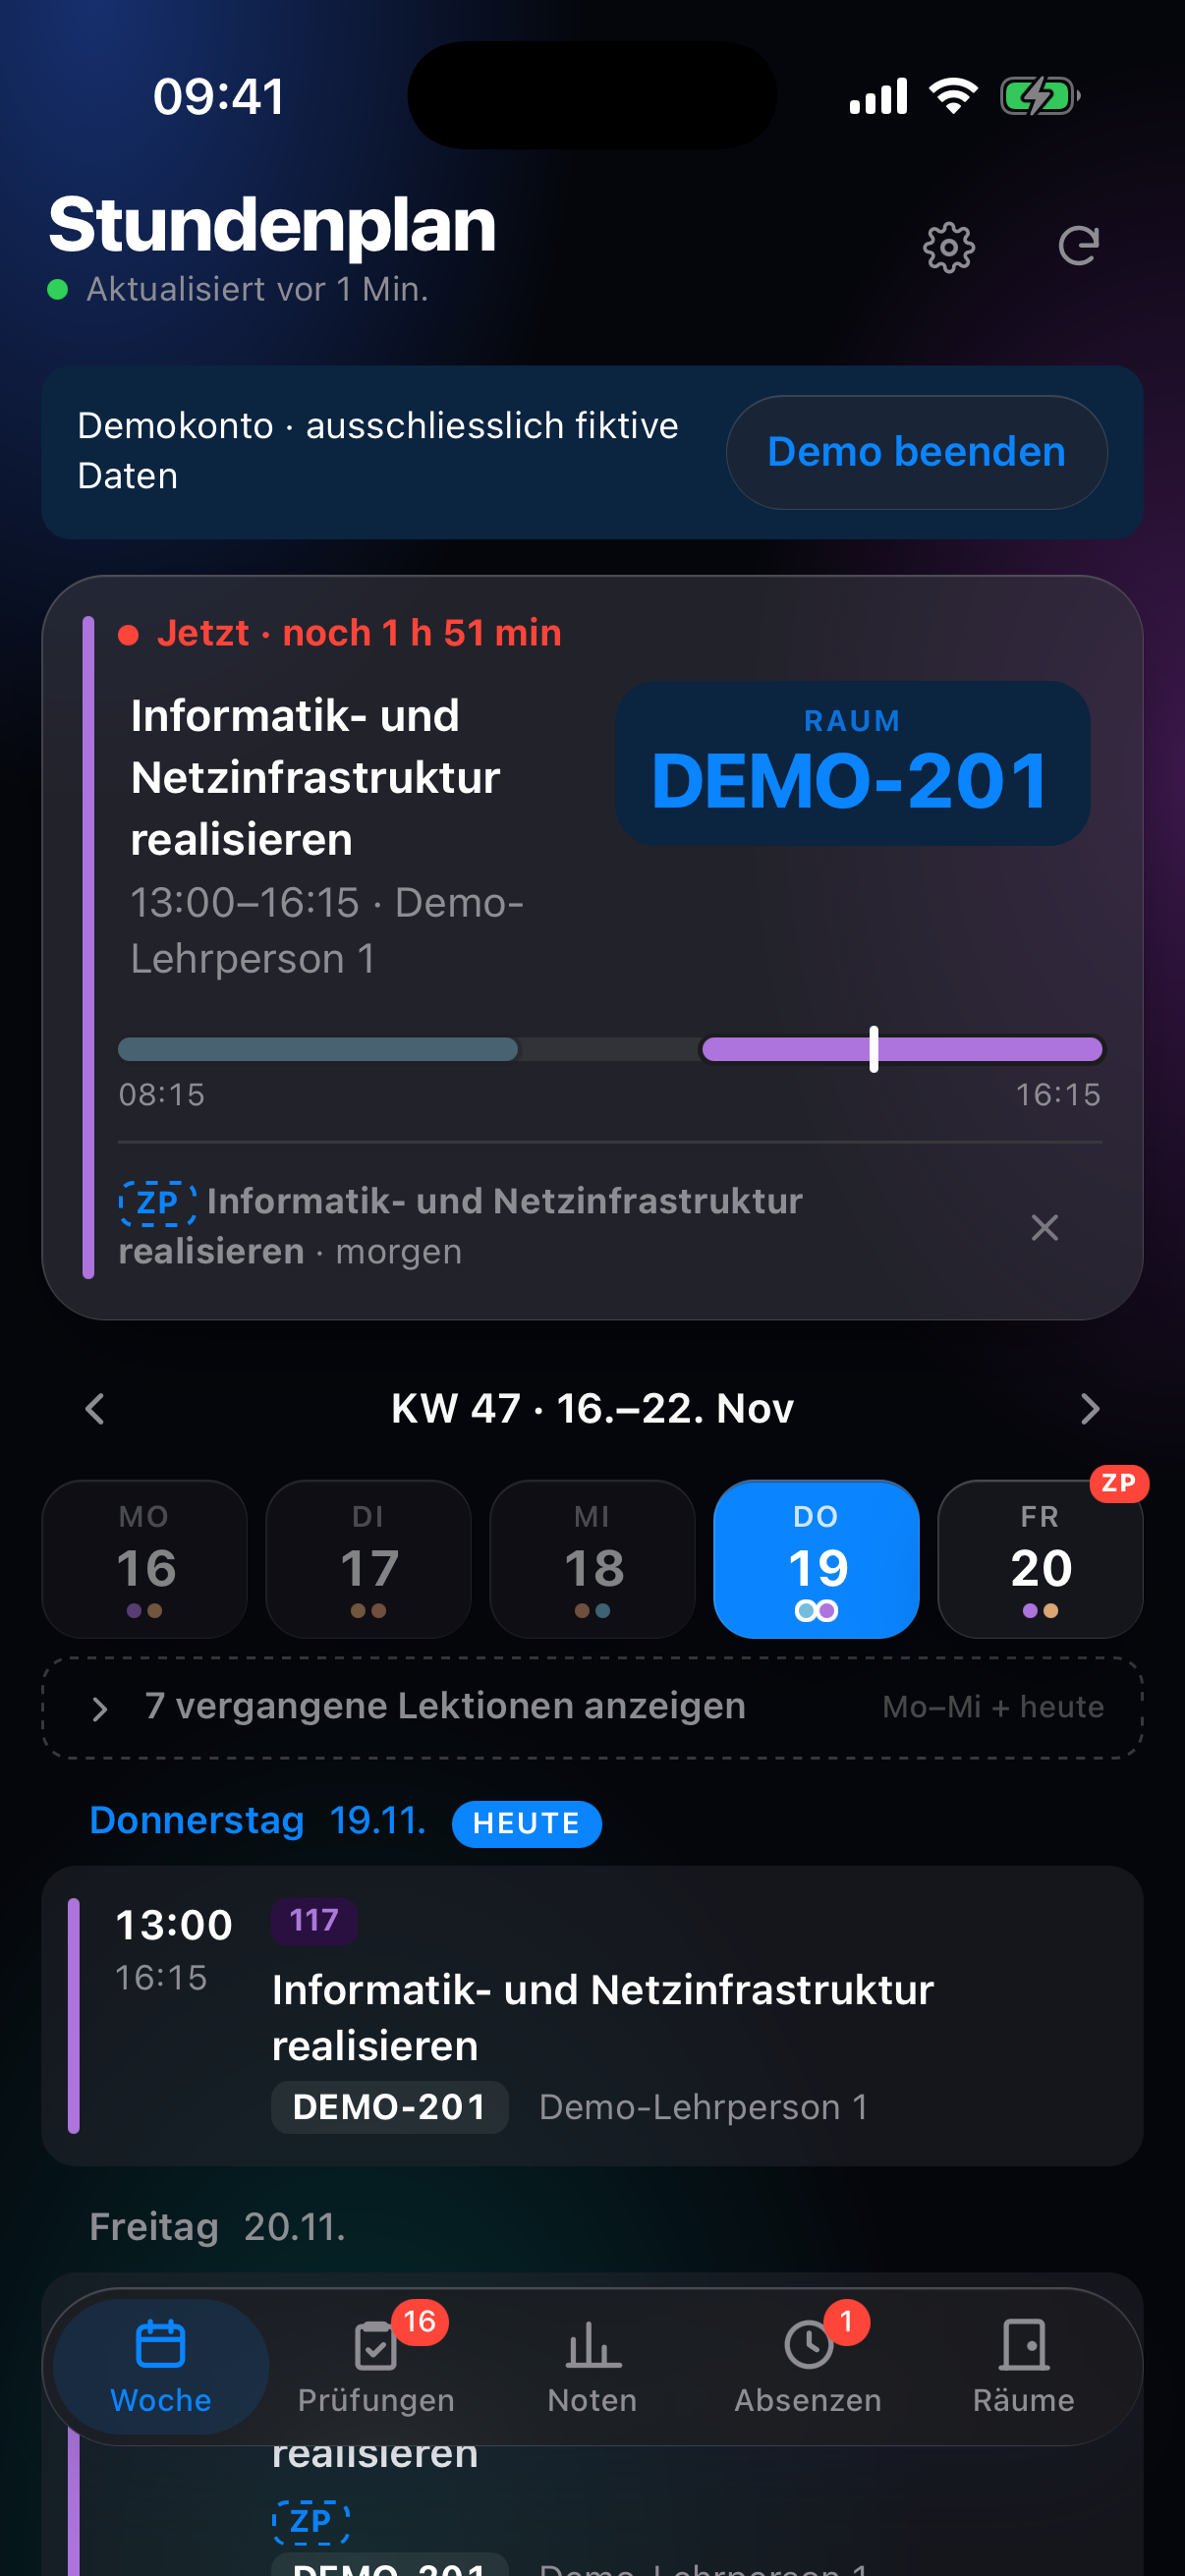 09:41
Stundenplan
Aktualisiert vor 1 Min.
Demokonto · ausschliesslich fiktive
Daten
Demo beenden
Jetzt · noch 1 h 51 min
Informatik- und
Netzinfrastruktur
realisieren
13:00–16:15 · Demo-
Lehrperson 1
RAUM
DEMO-201
08:15
16:15
ZP Informatik- und Netzinfrastruktur
realisieren · morgen
KW 47 · 16.–22. Nov
MO
16
DI
17
MI
18
DO
19
ZP
FR
20
7 vergangene Lektionen anzeigen
Mo–Mi + heute
Donnerstag 19.11. HEUTE
13:00
16:15
117
Informatik- und Netzinfrastruktur
realisieren
DEMO-201 Demo-Lehrperson 1
Freitag 20.11.
Woche
16
Prüfungen
Noten
1
Absenzen
Räume
realisieren
ZP
DEMO-201 Demo-Lehrperson 1